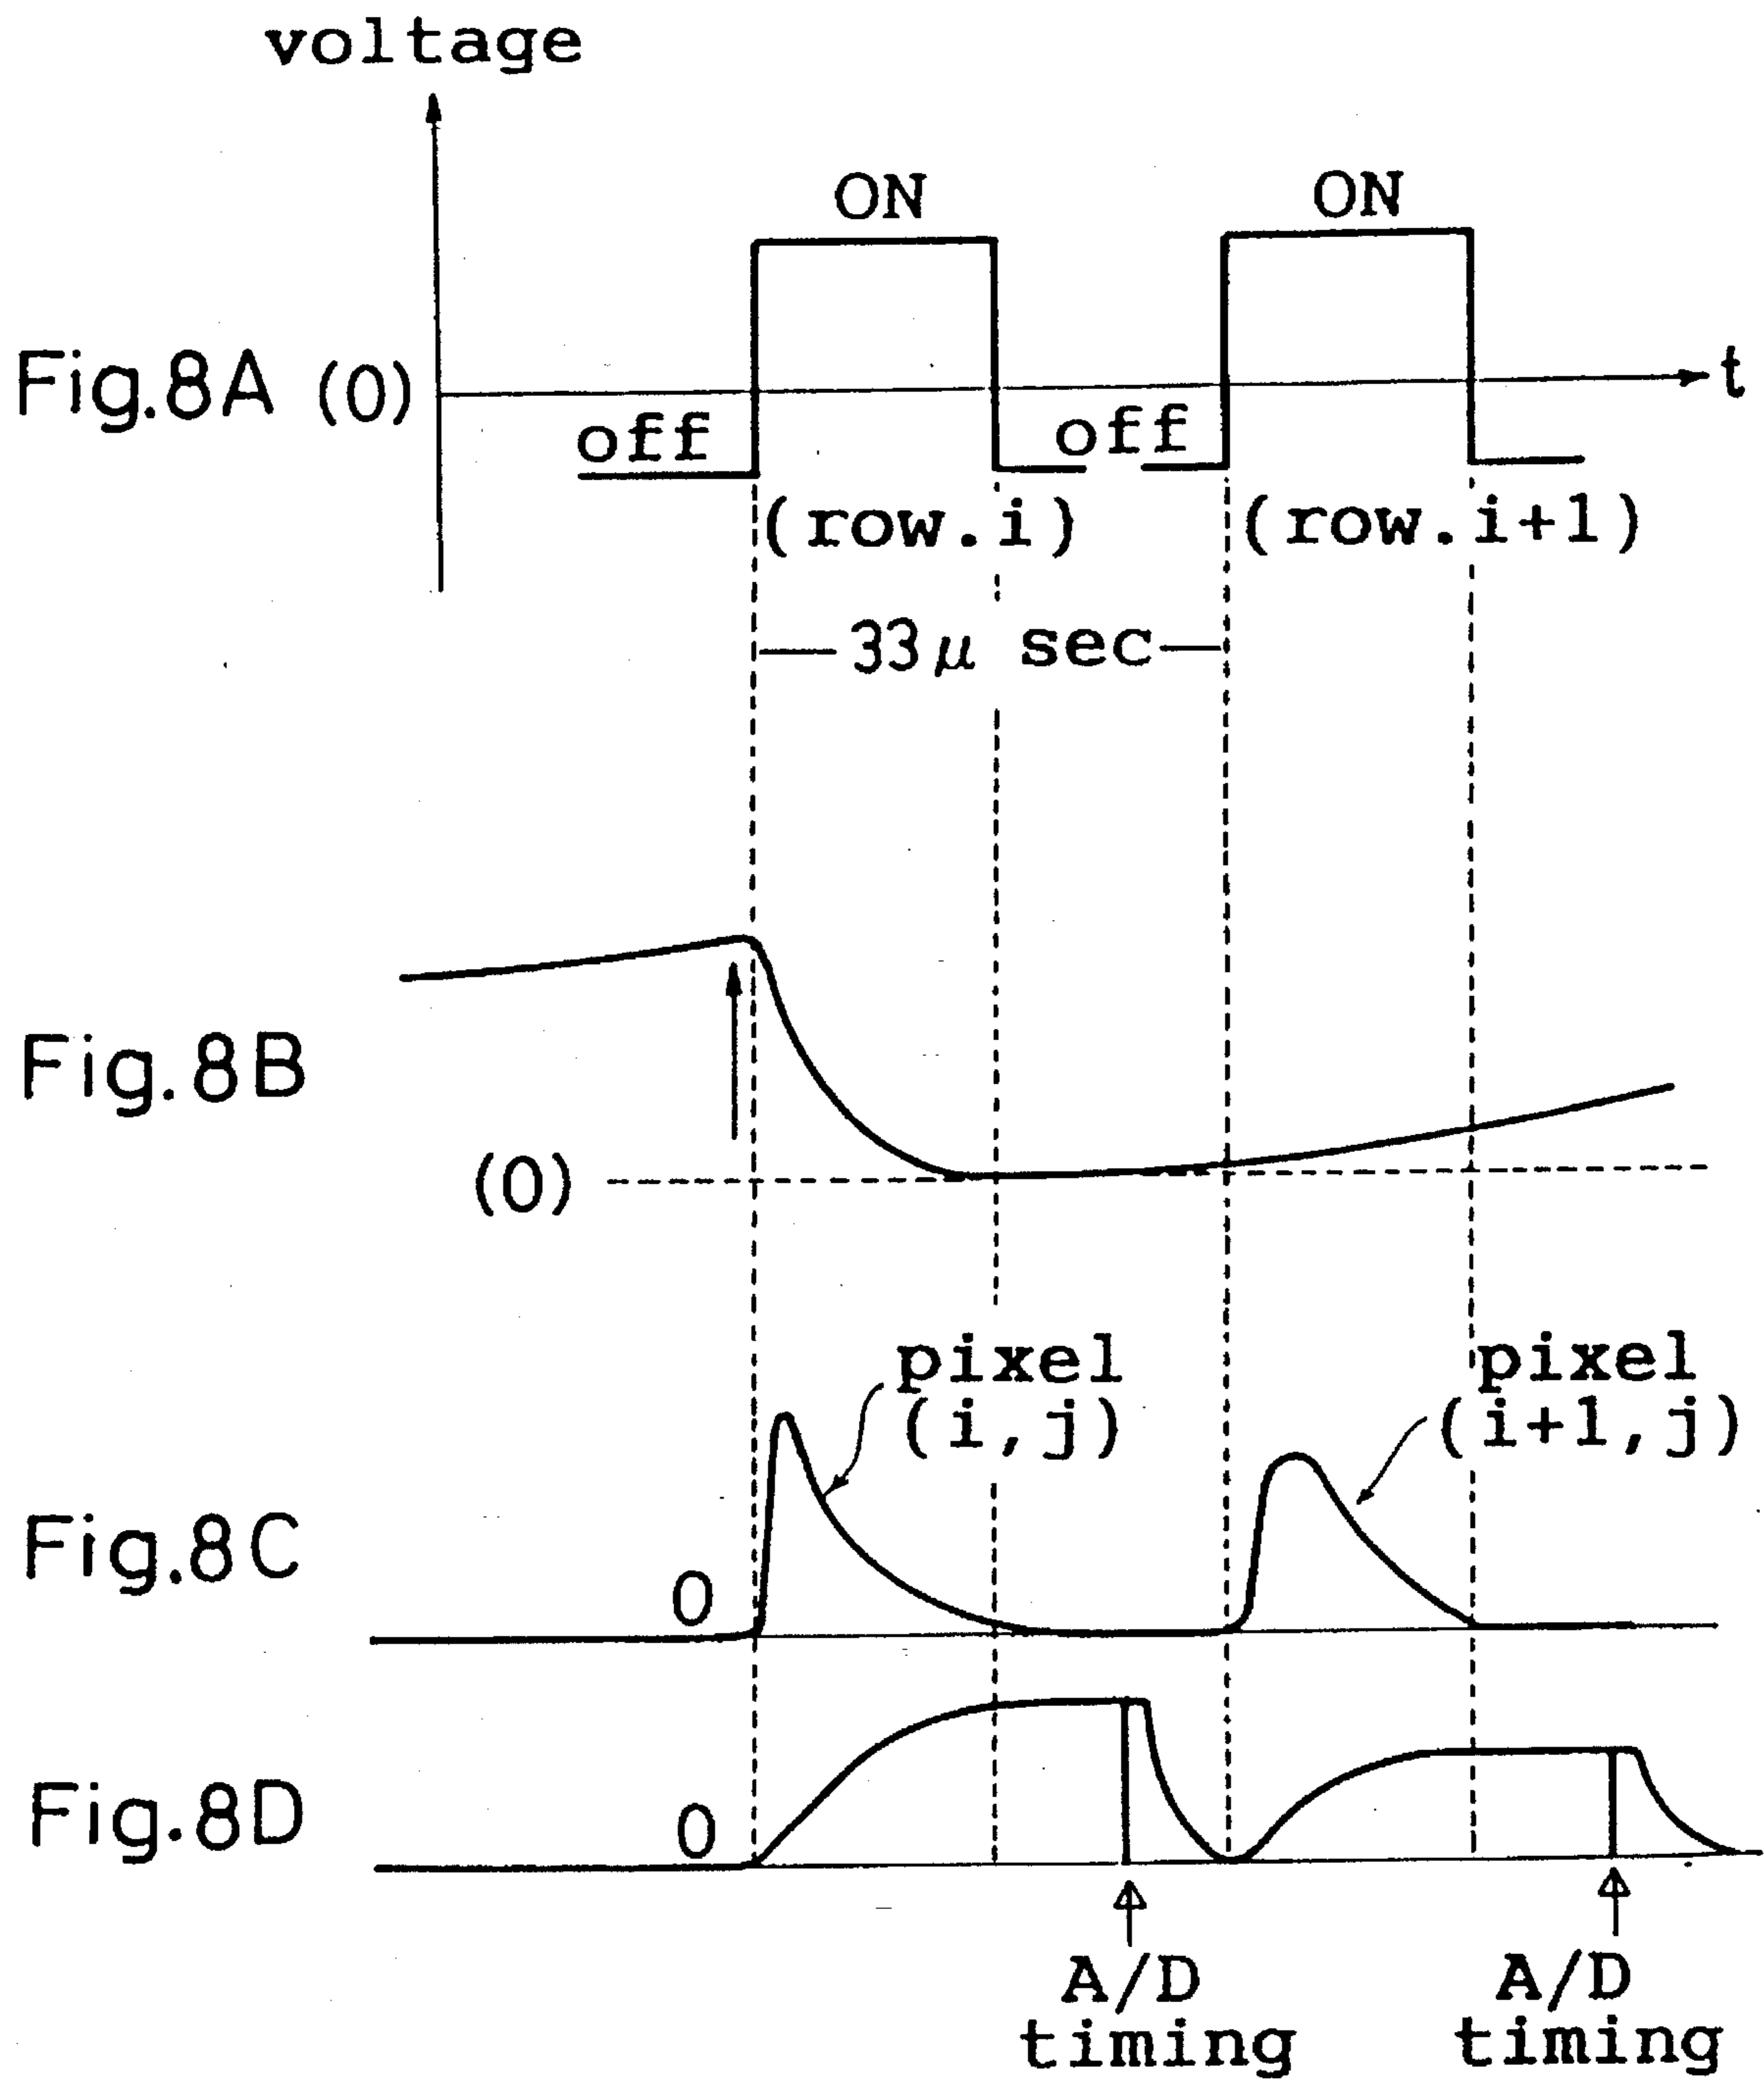 voltage
ON ON
Fig.8A (0) t
off off
(row.i) (row.i+1)
33μ sec
Fig.8B
(0)
pixel
(i,j)
pixel
(i+1,j)
Fig.8C
0
Fig.8D
0
A/D
timing
A/D
timing